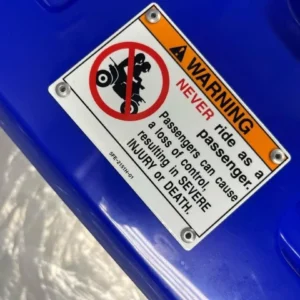 WARNING
NEVER ride as a
passenger.
Passengers can cause
a loss of control,
resulting in SEVERE
INJURY or DEATH.